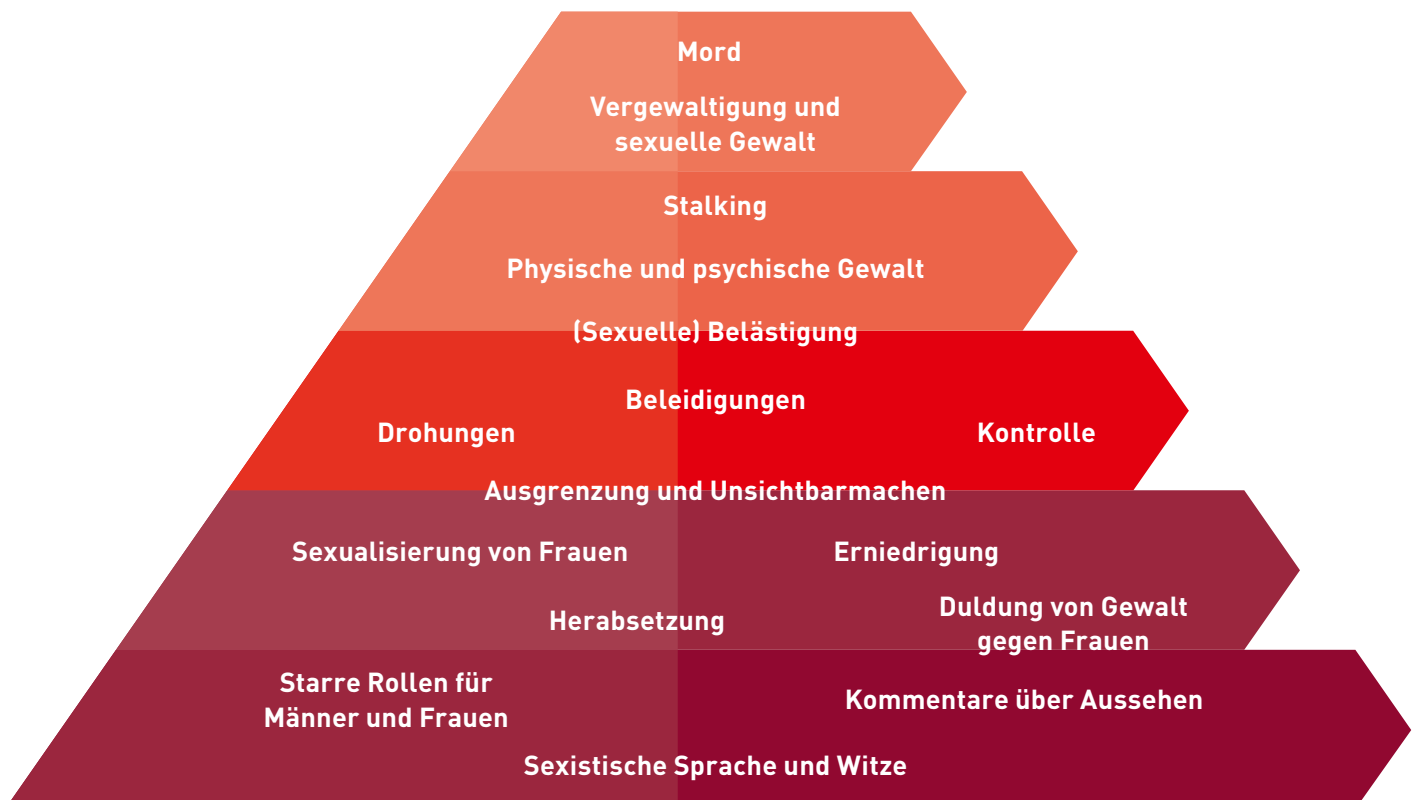 Mord
Vergewaltigung und
sexuelle Gewalt
Stalking
Physische und psychische Gewalt
(Sexuelle) Belästigung
Beleidigungen
Drohungen
Kontrolle
Ausgrenzung und Unsichtbarmachen
Sexualisierung von Frauen
Erniedrigung
Herabsetzung
Duldung von Gewalt
gegen Frauen
Starre Rollen für
Männer und Frauen
Kommentare über Aussehen
Sexistische Sprache und Witze